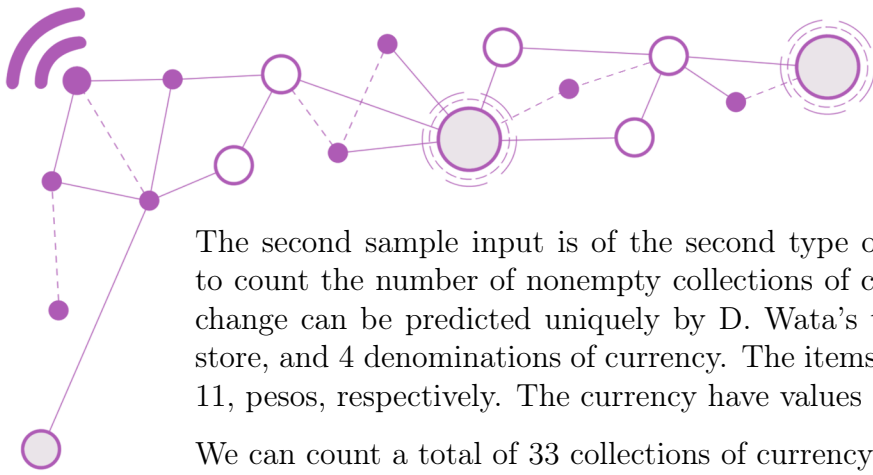 The second sample input is of the second type
to count the number of nonempty collections of
change can be predicted uniquely by D. Wata's
store, and 4 denominations of currency. The items
11, pesos, respectively. The currency have values
We can count a total of 33 collections of currency